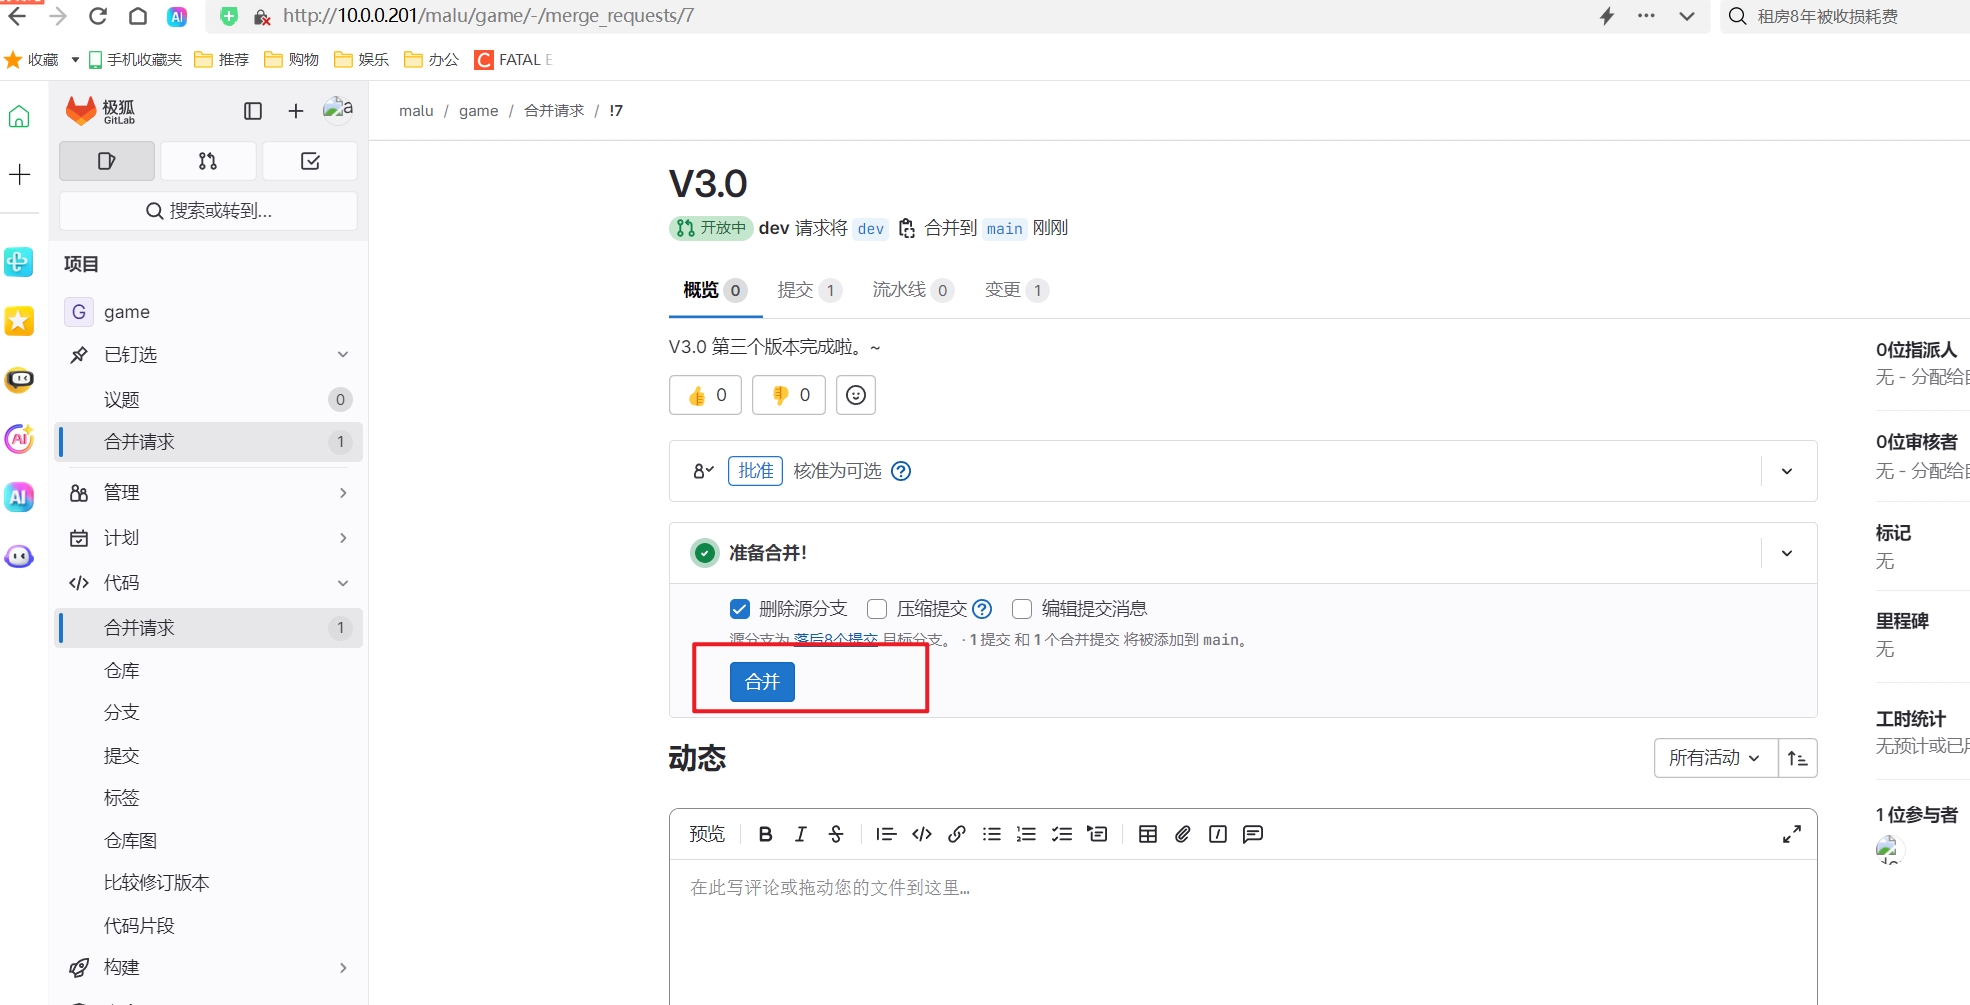 http://10.0.0.201/malu/game/-/merge_requests/7
租房8年被收损耗费
收藏 手机收藏夹 推荐 购物 娱乐 办公 FATAL E
极狐
GitLab
a
malu / game / 合并请求 / !7
搜索或转到...
项目
G game
已钉选
议题 0
合并请求 1
管理
计划
代码
合并请求 1
仓库
分支
提交
标签
仓库图
比较修订版本
代码片段
构建
V3.0
开放中 dev 请求将 dev 合并到 main 刚刚
概览 0 提交 1 流水线 0 变更 1
V3.0 第三个版本完成啦。~
0 0
批准 核准为可选
准备合并!
删除源分支 压缩提交 编辑提交消息
源分支为 落后8个提交 目标分支。 · 1 提交 和 1 个合并提交 将被添加到 main。
合并
动态
所有活动
预览
在此写评论或拖动您的文件到这里...
0位指派人
无 - 分配给
0位审核者
无 - 分配给
标记
无
里程碑
无
工时统计
无预计或已
1 位参与者